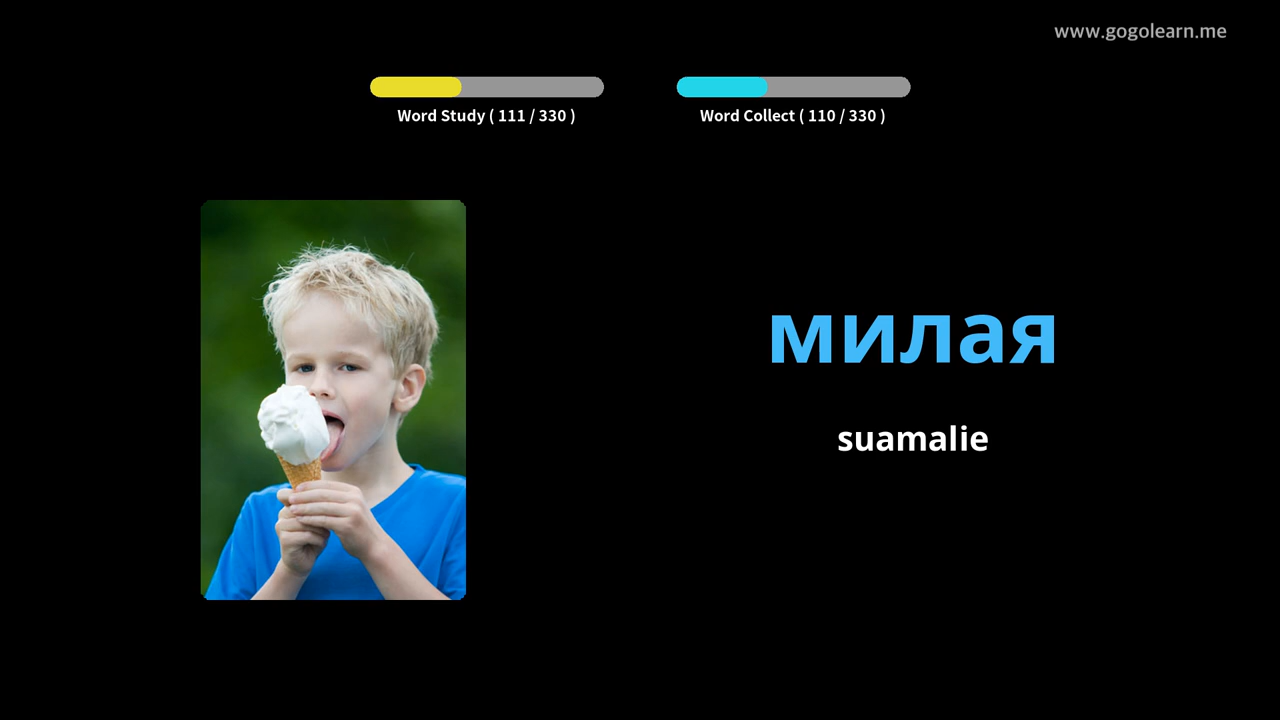 www.gogolearn.me
Word Study ( 111 / 330 )
Word Collect ( 110 / 330 )
милая
suamalie